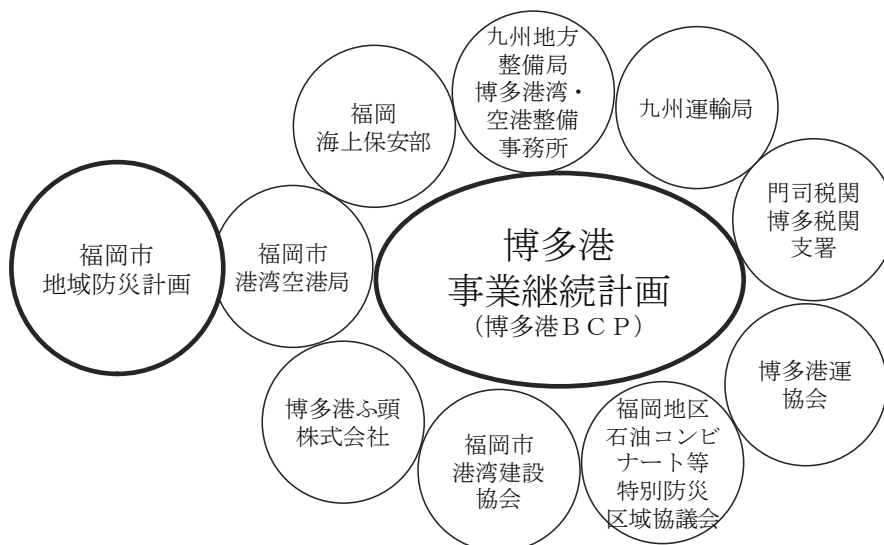 九州地方
整備局
博多港湾・
空港整備
事務所
福岡
海上保安部
九州運輸局
門司税関
博多税関
支署
福岡市
地域防災計画
福岡市
港湾空港局
博多港
事業継続計画
（博多港ＢＣＰ）
博多港運
協会
博多港ふ頭
株式会社
福岡市
港湾建設
協会
福岡地区
石油コンビ
ナート等
特別防災
区域協議会